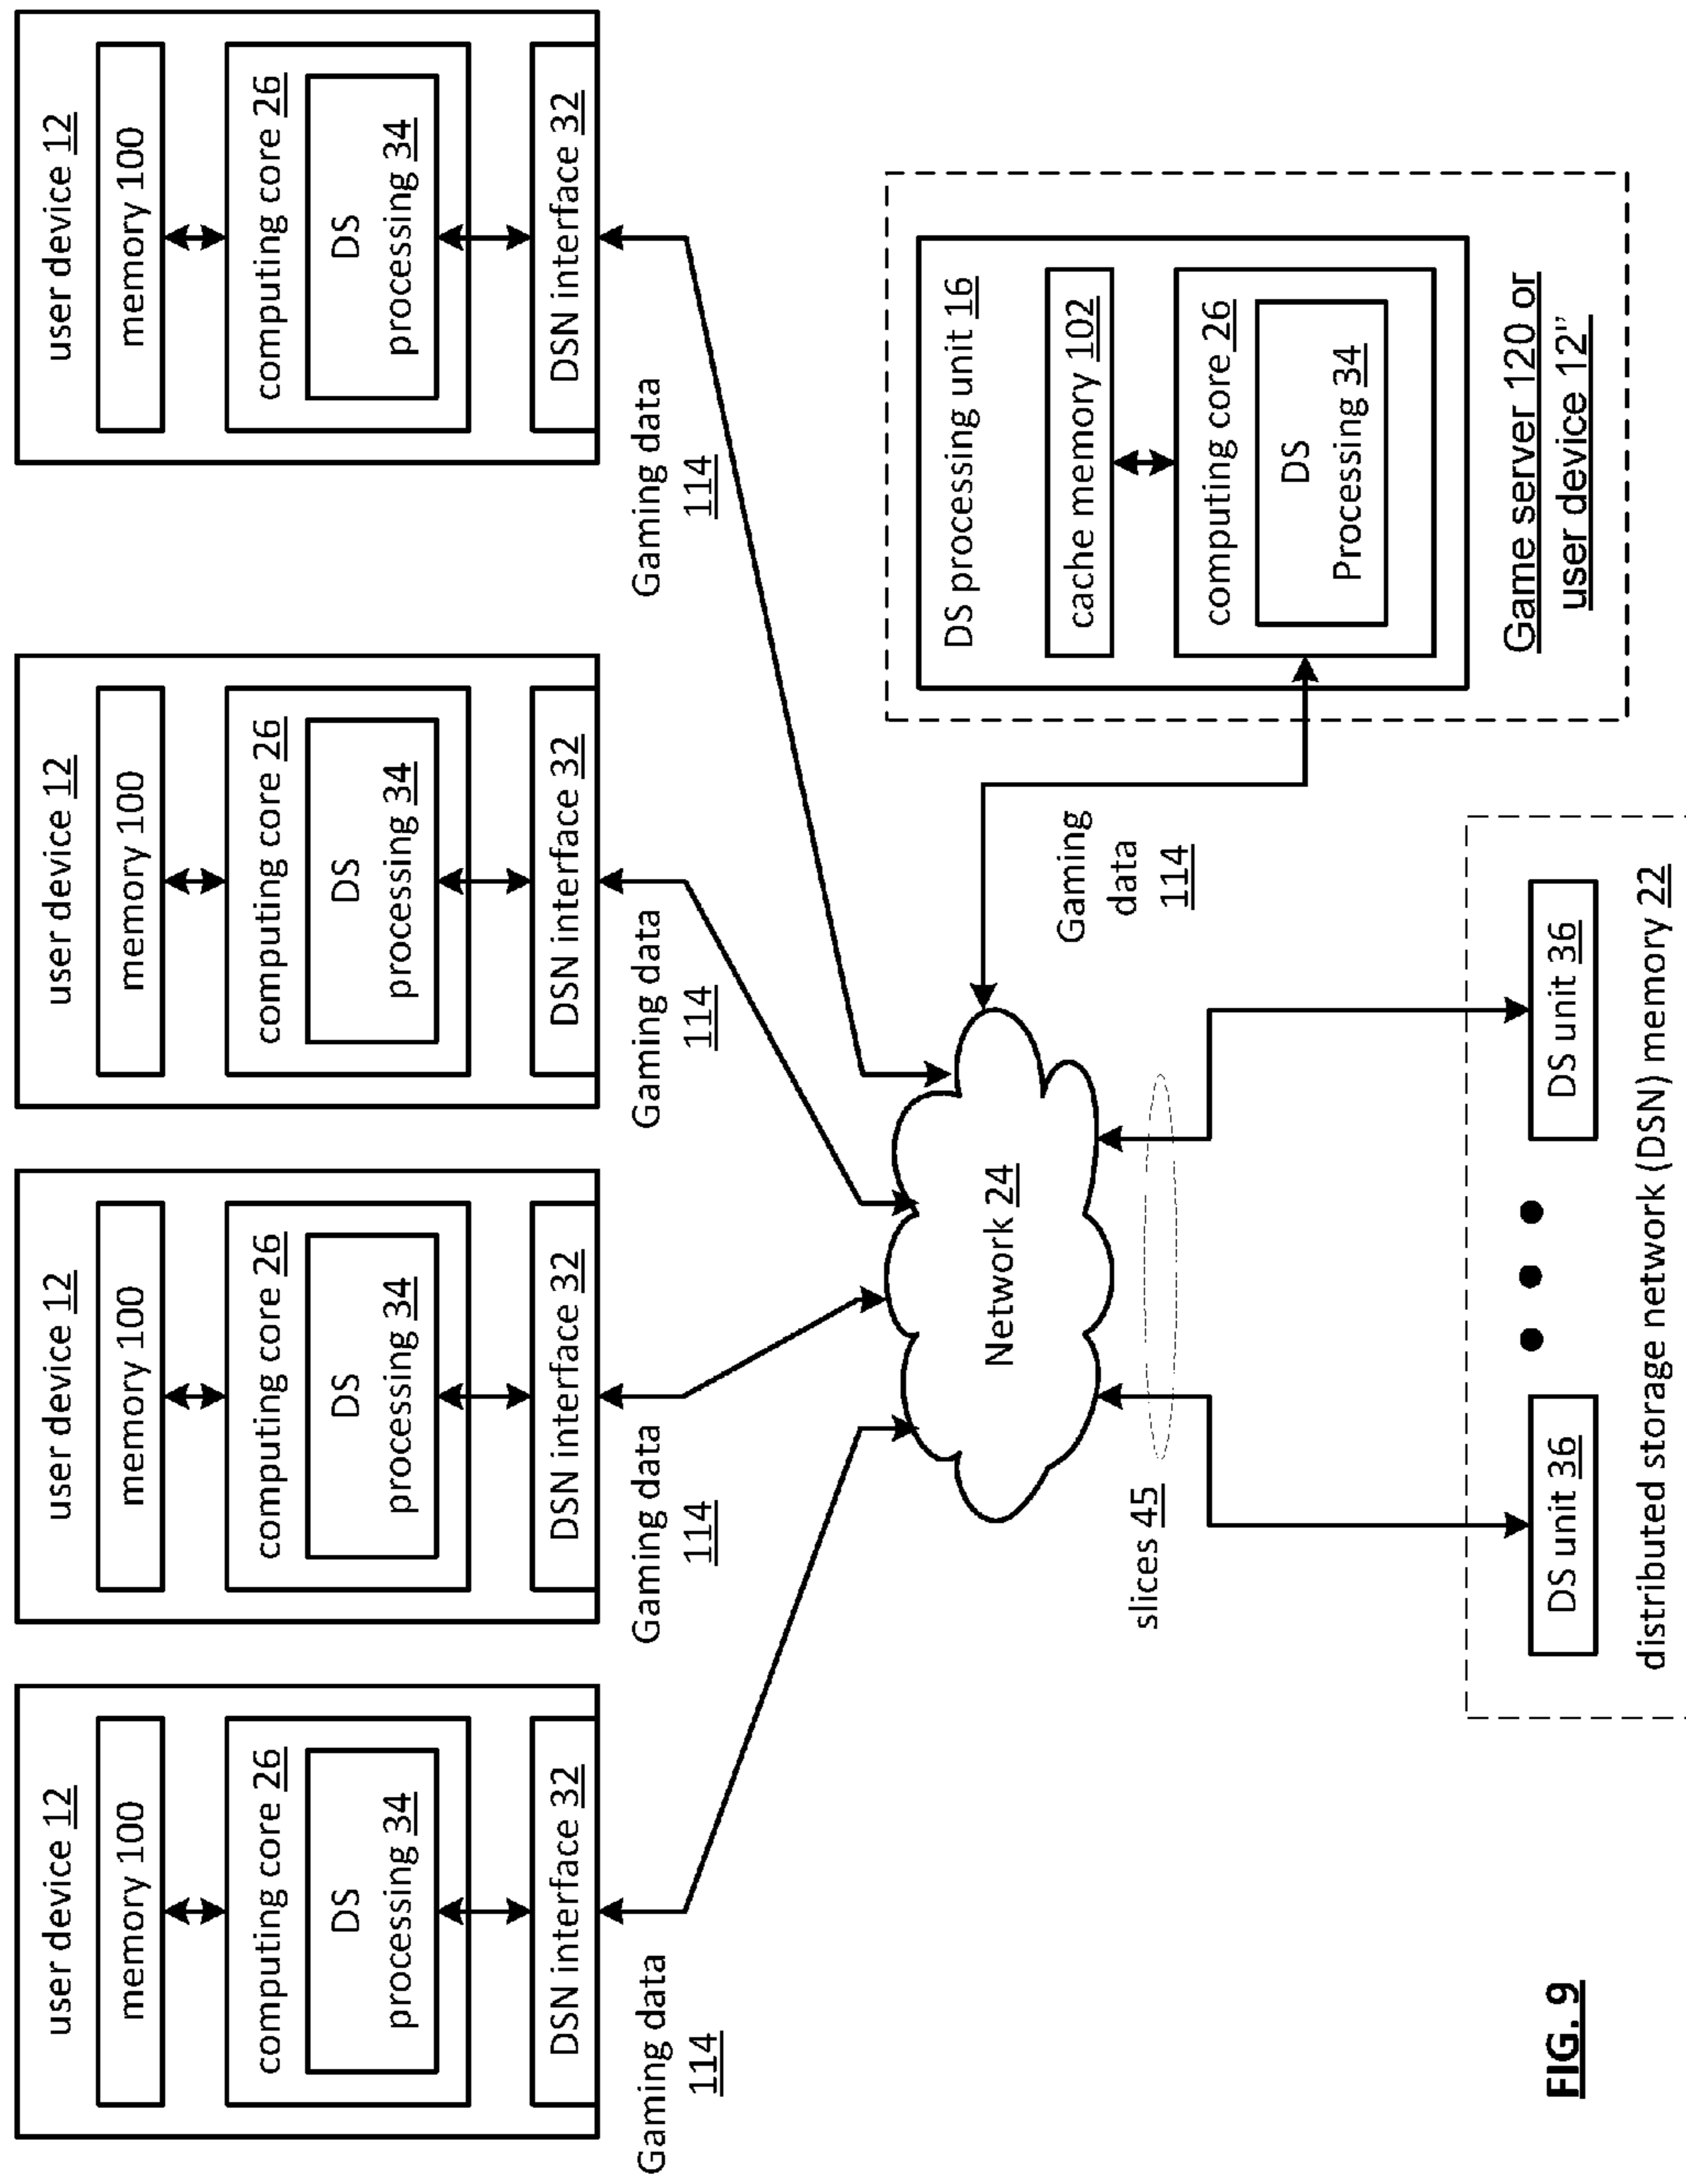 user device 12
memory 100
computing core 26
DS
processing 34
DSN interface 32
Gaming data
114
user device 12
memory 100
computing core 26
DS
processing 34
DSN interface 32
Gaming data
114
user device 12
memory 100
computing core 26
DS
processing 34
DSN interface 32
Gaming data
114
user device 12
memory 100
computing core 26
DS
processing 34
DSN interface 32
Gaming data
114
Network 24
Gaming
data
114
slices 45
DS processing unit 16
cache memory 102
computing core 26
DS
Processing 34
Game server 120 or
user device 12"
DS unit 36
DS unit 36
distributed storage network (DSN) memory 22
FIG. 9